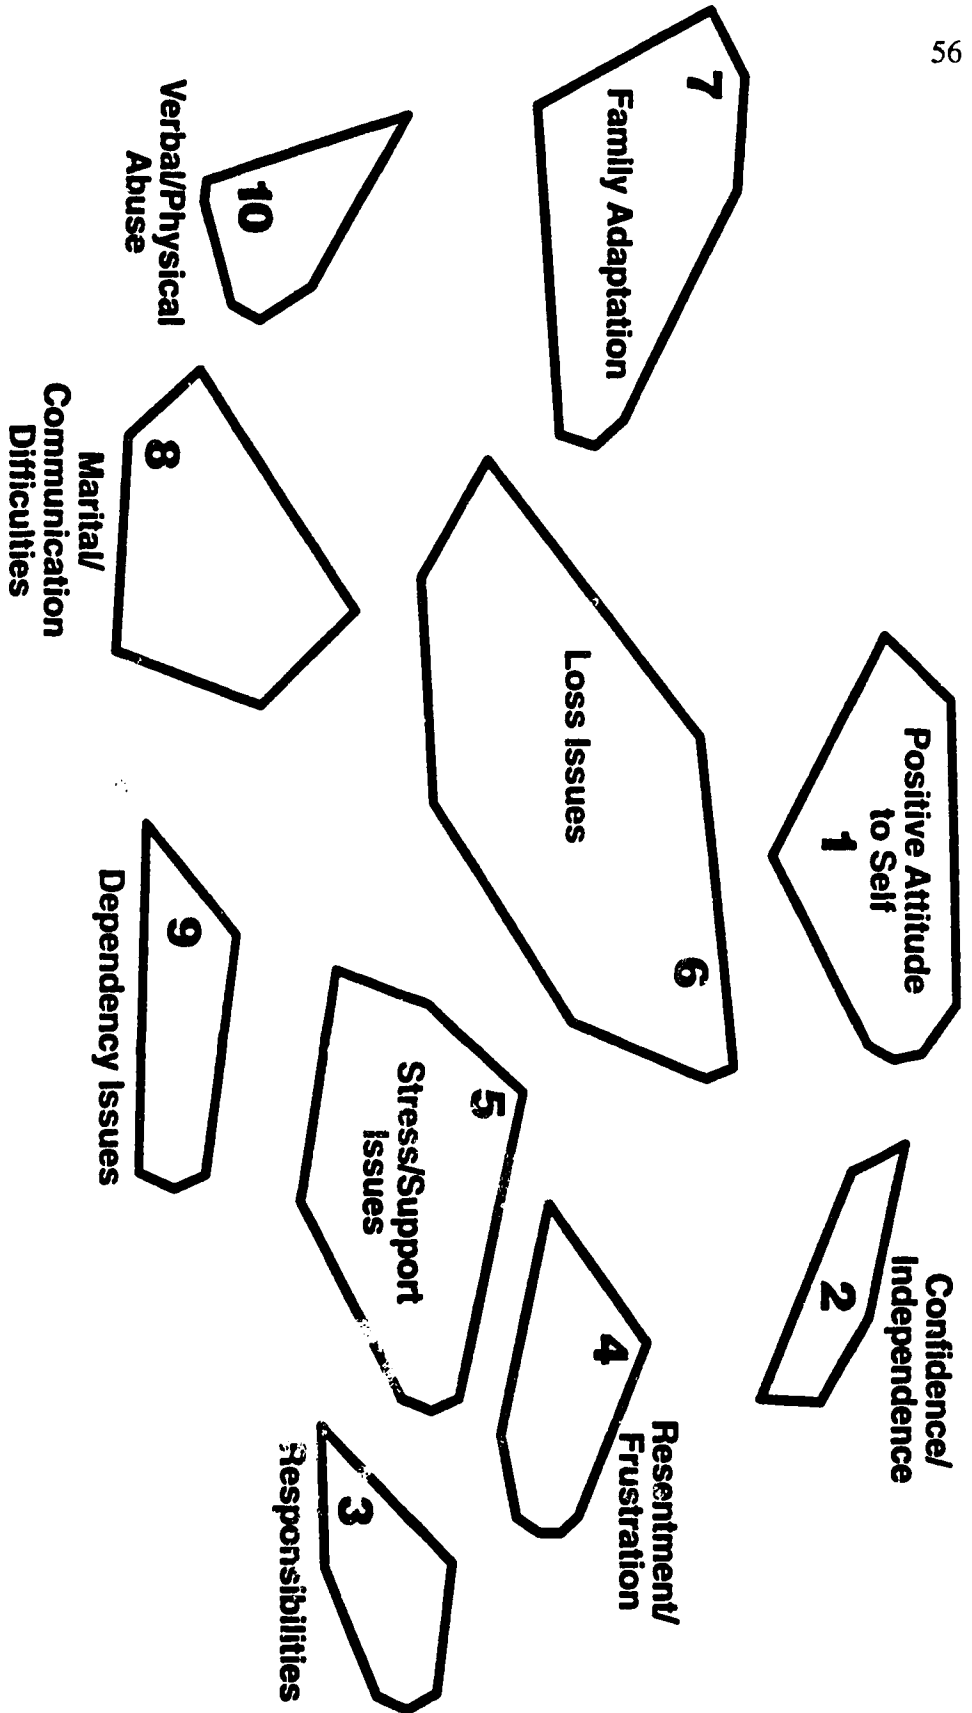 56
Positive Attitude
to Self
1
Confidence/
Independence
2
7
Family Adaptation
Loss Issues
6
Resentment/
Frustration
4
5
Stress/Support
Issues
3
Responsibilities
10
Verbal/Physical
Abuse
8
Marital/
Communication
Difficulties
9
Dependency Issues